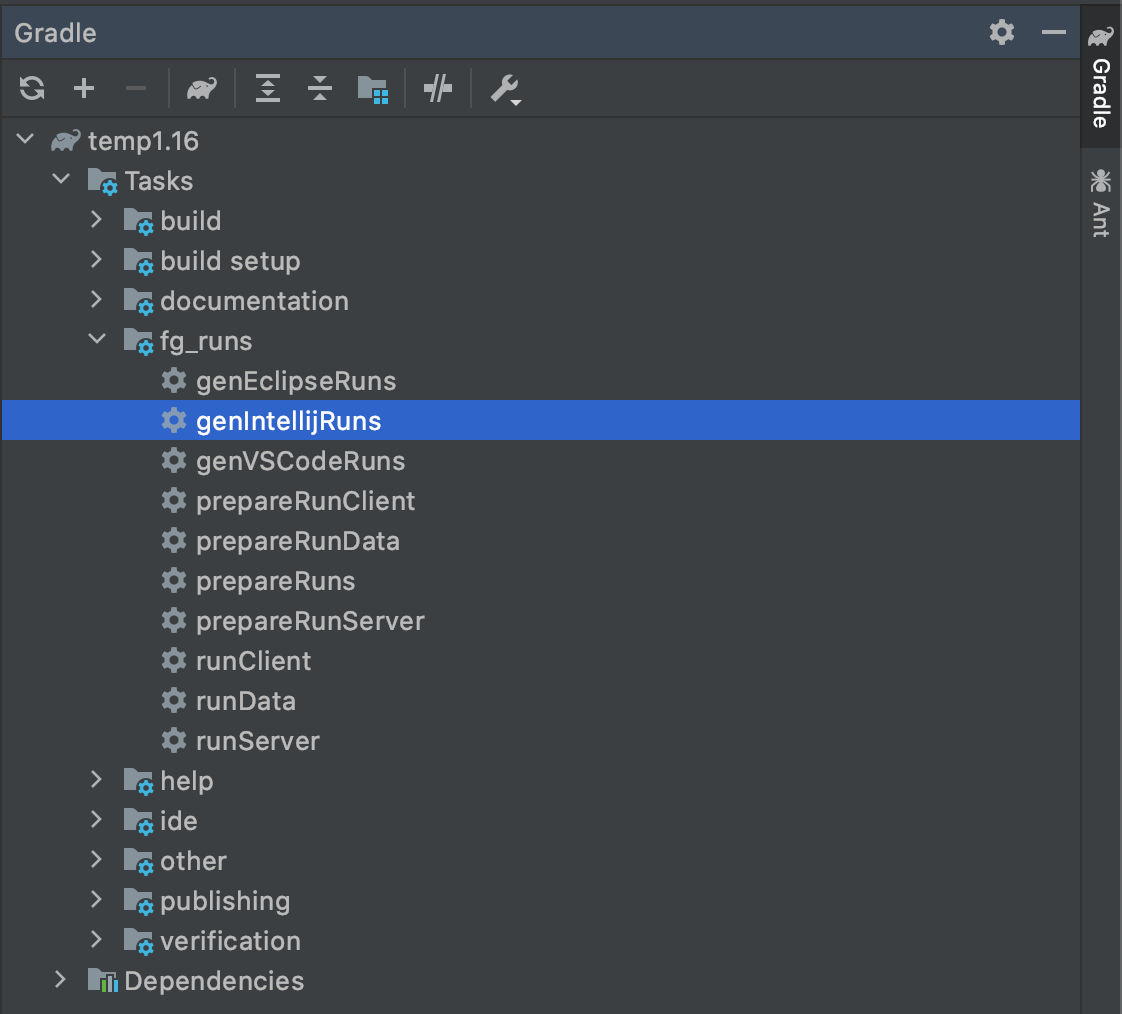 Gradle
temp1.16
Tasks
build
build setup
documentation
fg_runs
genEclipseRuns
genIntellijRuns
genVSCodeRuns
prepareRunClient
prepareRunData
prepareRuns
prepareRunServer
runClient
runData
runServer
help
ide
other
publishing
verification
Dependencies
Gradle
Ant